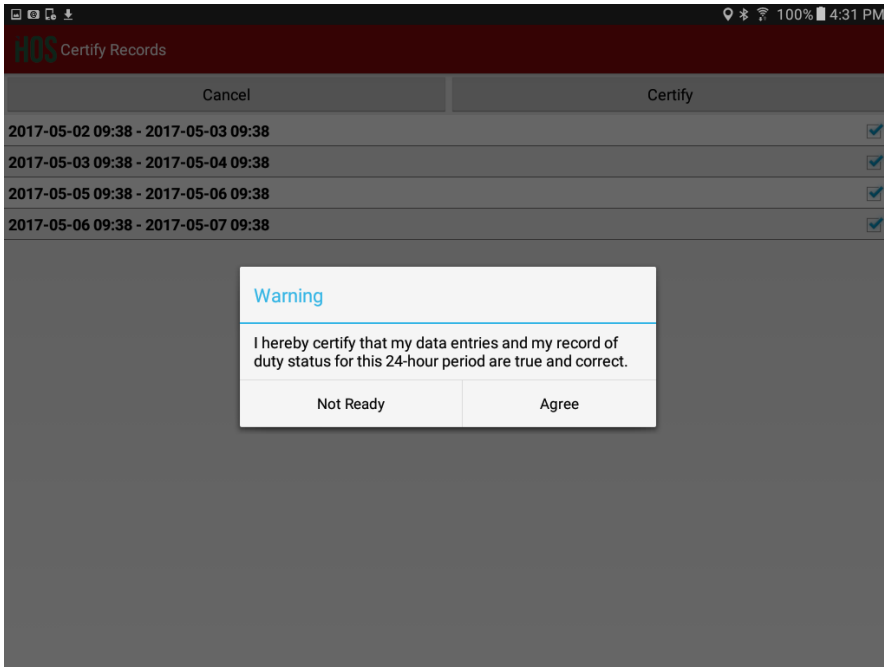 100% 4:31 PM
HOS Certify Records
Cancel Certify
2017-05-02 09:38 - 2017-05-03 09:38
2017-05-03 09:38 - 2017-05-04 09:38
2017-05-05 09:38 - 2017-05-06 09:38
2017-05-06 09:38 - 2017-05-07 09:38
Warning
I hereby certify that my data entries and my record of
duty status for this 24-hour period are true and correct.
Not Ready Agree